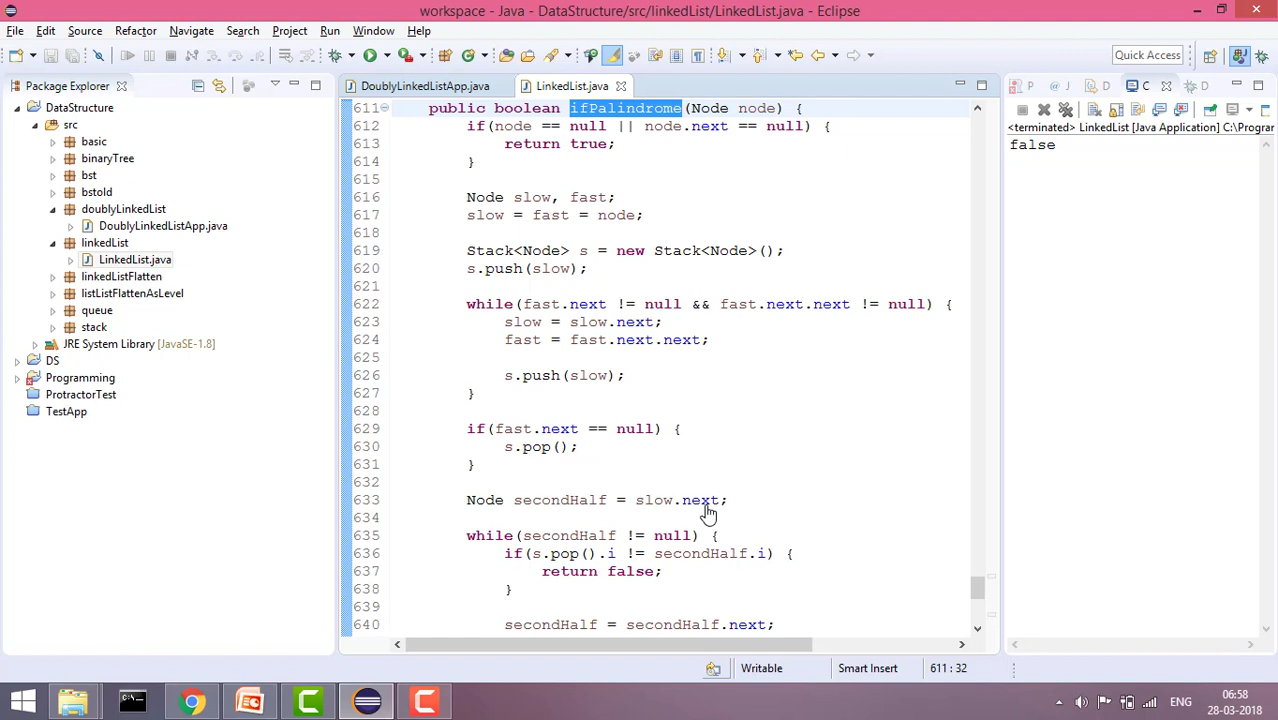 workspace - Java - DataStructure/src/linkedList/LinkedList.java - Eclipse
File Edit Source Refactor Navigate Search Project Run Window Help
Quick Access
Package Explorer
DataStructure
src
basic
binaryTree
bst
bstold
doublyLinkedList
DoublyLinkedListApp.java
linkedList
LinkedList.java
linkedListFlatten
listListFlattenAsLevel
queue
stack
JRE System Library [JavaSE-1.8]
DS
Programming
ProtractorTest
TestApp
DoublyLinkedListApp.java LinkedList.java
611 public boolean ifPalindrome(Node node) {
612 if(node == null || node.next == null) {
613 return true;
614 }
615
616 Node slow, fast;
617 slow = fast = node;
618
619 Stack<Node> s = new Stack<Node>();
620 s.push(slow);
621
622 while(fast.next != null && fast.next.next != null) {
623 slow = slow.next;
624 fast = fast.next.next;
625
626 s.push(slow);
627 }
628
629 if(fast.next == null) {
630 s.pop();
631 }
632
633 Node secondHalf = slow.next;
634
635 while(secondHalf != null) {
636 if(s.pop().i != secondHalf.i) {
637 return false;
638 }
639
640 secondHalf = secondHalf.next;
P @ J D C D
<terminated> LinkedList [Java Application] C:\Progran
false
Writable Smart Insert 611 : 32
ENG
06:58
28-03-2018